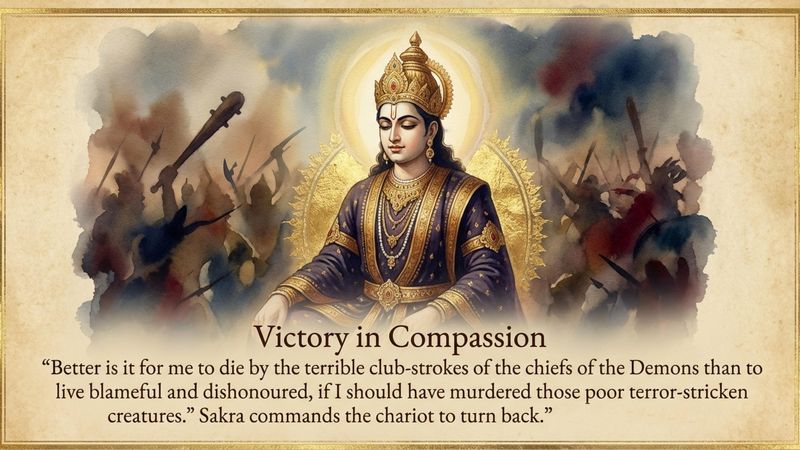 Victory in Compassion
“Better is it for me to die by the terrible club-strokes of the chiefs of the Demons than to
live blameful and dishonoured, if I should have murdered those poor terror-stricken
creatures.” Sakra commands the chariot to turn back.”